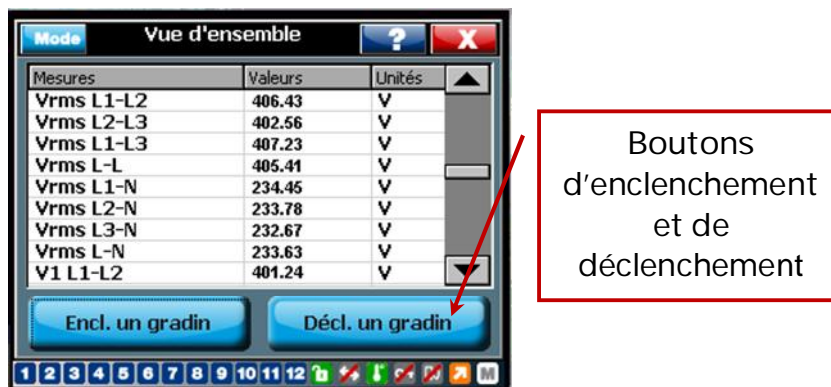 Mode Vue d'ensemble ? X
Mesures Valeurs Unités
Vrms L1-L2 406.43 V
Vrms L2-L3 402.56 V
Vrms L1-L3 407.23 V
Vrms L-L 405.41 V
Vrms L1-N 234.45 V
Vrms L2-N 233.78 V
Vrms L3-N 232.67 V
Vrms L-N 233.63 V
V1 L1-L2 401.24 V
Encl. un gradin Décl. un gradin
1 2 3 4 5 6 7 8 9 10 11 12 M
Boutons
d'enclenchement
et de
déclenchement